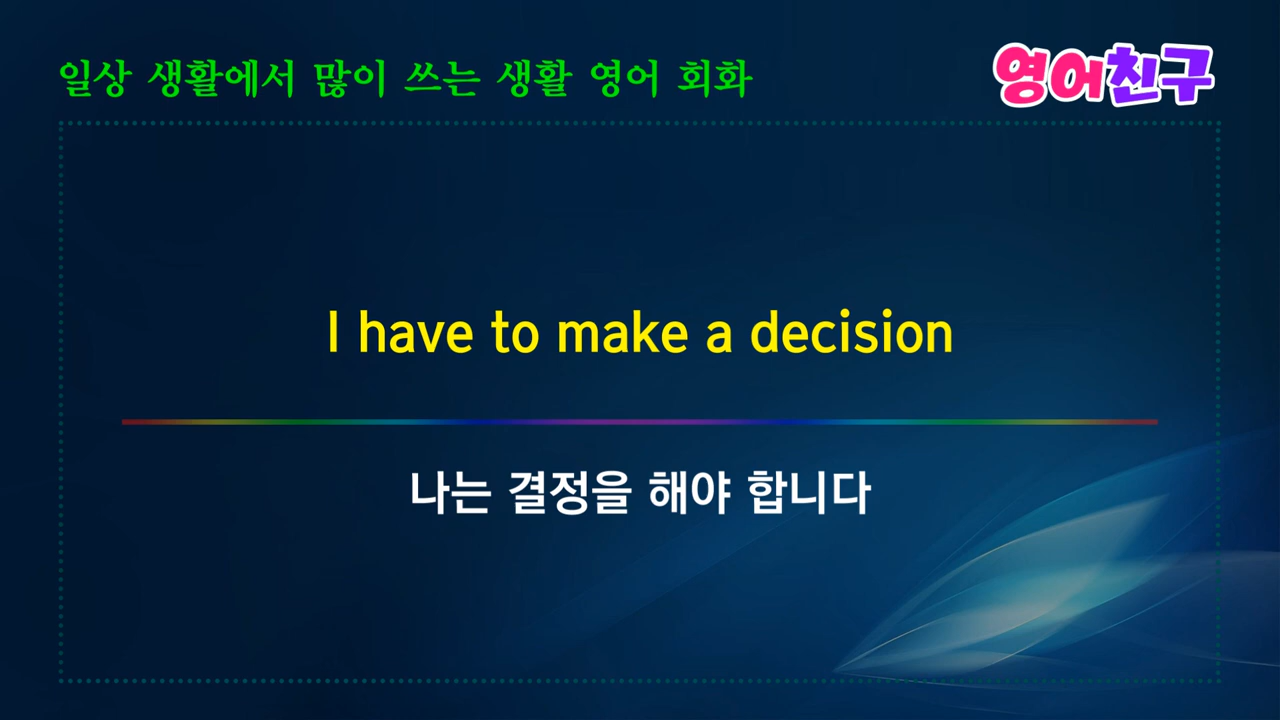 일상 생활에서 많이 쓰는 생활 영어 회화
영어친구
I have to make a decision
나는 결정을 해야 합니다